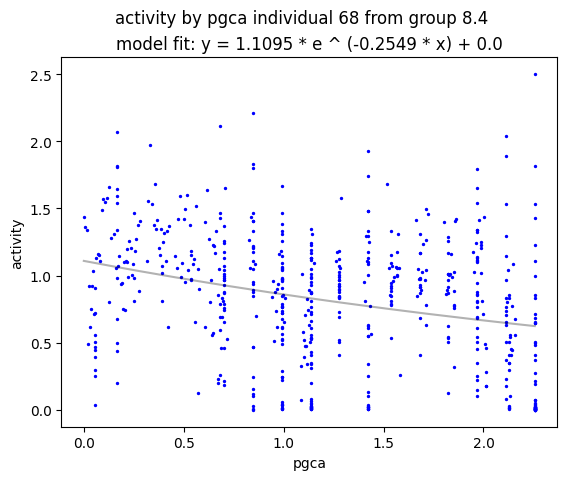 activity by pgca individual 68 from group 8.4
model fit: y = 1.1095 * e ^ (-0.2549 * x) + 0.0
2.5
2.0
1.5
1.0
0.5
0.0
activity
0.0 0.5 1.0 1.5 2.0
pgca